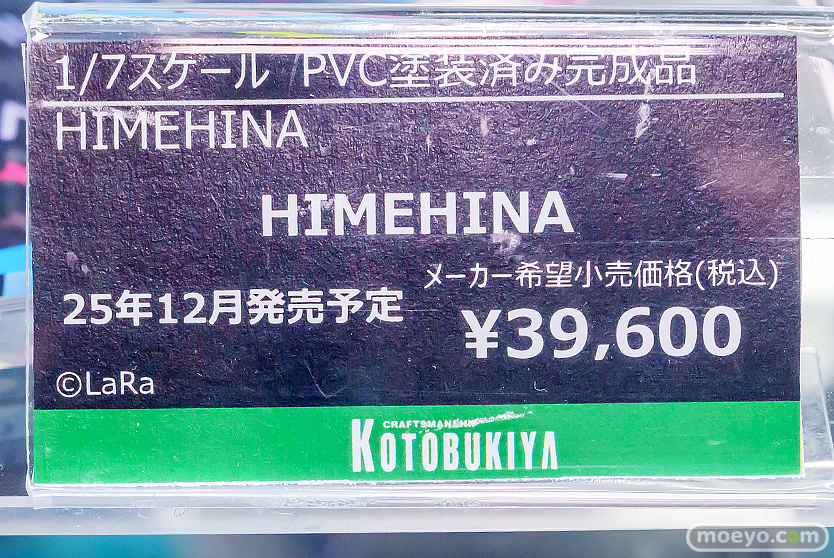 1/7スケール PVC塗装済み完成品
HIMEHINA
HIMEHINA
メーカー希望小売価格(税込)
25年12月発売予定
¥39,600
©LaRa
CRAFTSMANSHIP
KOTOBUKIYA
moeyo.com